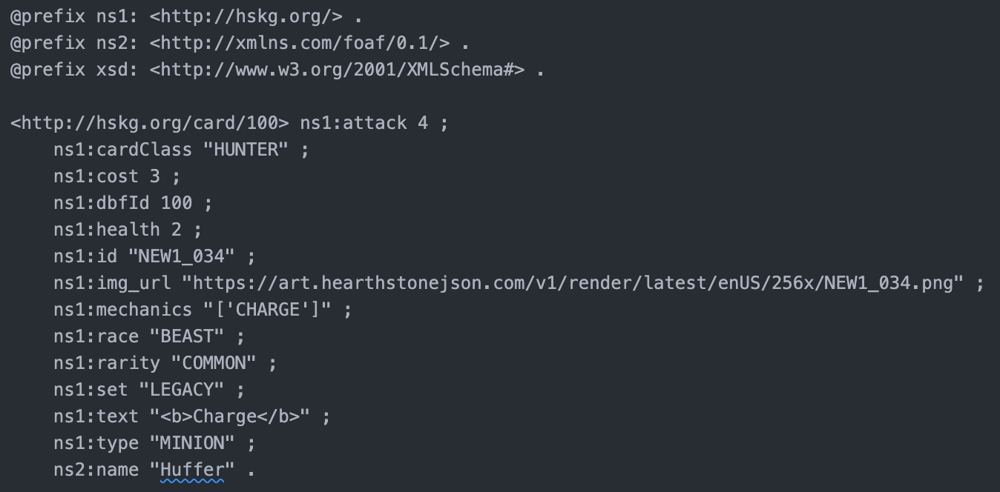 @prefix ns1: <http://hskg.org/> .
@prefix ns2: <http://xmlns.com/foaf/0.1/> .
@prefix xsd: <http://www.w3.org/2001/XMLSchema#> .

<http://hskg.org/card/100> ns1:attack 4 ;
    ns1:cardClass "HUNTER" ;
    ns1:cost 3 ;
    ns1:dbfId 100 ;
    ns1:health 2 ;
    ns1:id "NEW1_034" ;
    ns1:img_url "https://art.hearthstonejson.com/v1/render/latest/enUS/256x/NEW1_034.png" ;
    ns1:mechanics "['CHARGE']" ;
    ns1:race "BEAST" ;
    ns1:rarity "COMMON" ;
    ns1:set "LEGACY" ;
    ns1:text "<b>Charge</b>" ;
    ns1:type "MINION" ;
    ns2:name "Huffer" .